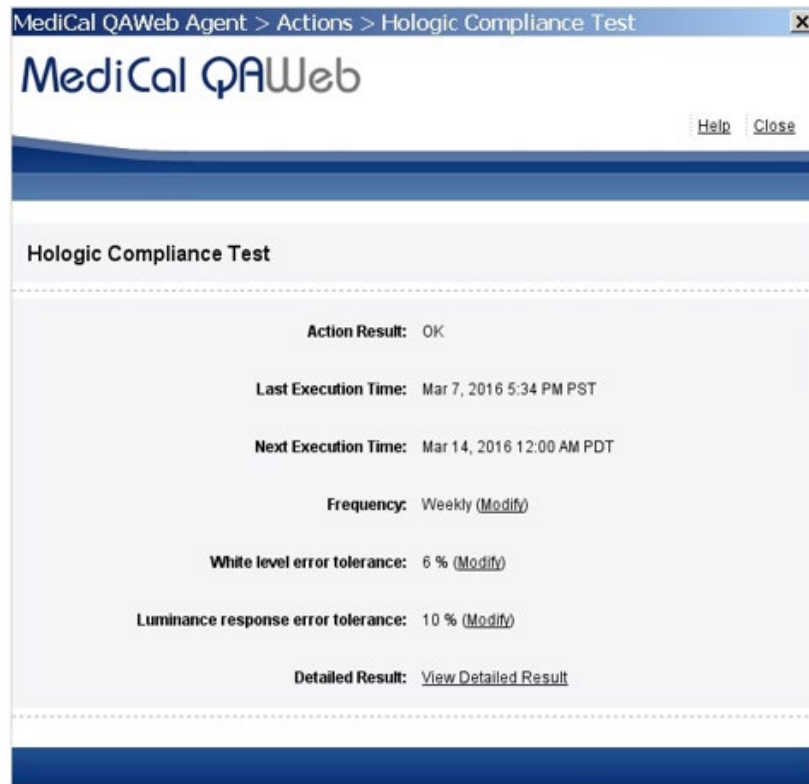 MediCal QAWeb Agent > Actions > Hologic Compliance Test
MediCal QAWeb
Help Close
Hologic Compliance Test
Action Result: OK
Last Execution Time: Mar 7, 2016 5:34 PM PST
Next Execution Time: Mar 14, 2016 12:00 AM PDT
Frequency: Weekly (Modify)
White level error tolerance: 6 % (Modify)
Luminance response error tolerance: 10 % (Modify)
Detailed Result: View Detailed Result